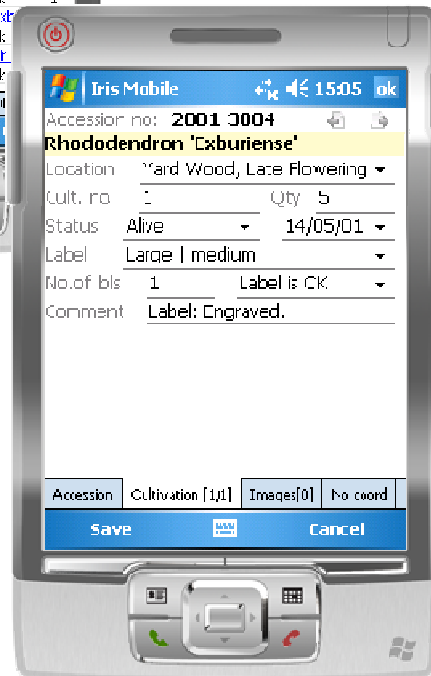 Iris Mobile 15:05 ok
Accession no: 2001 0004
Rhododendron 'Exburiense'
Location Yard Wood, Late Flowering
Cult. no 1 Qty 5
Status Alive 14/05/01
Label Large | medium
No.of bls 1 Label is OK
Comment Label: Engraved.
Accession Cultivation [1/1] Images[0] No coord
Save Cancel